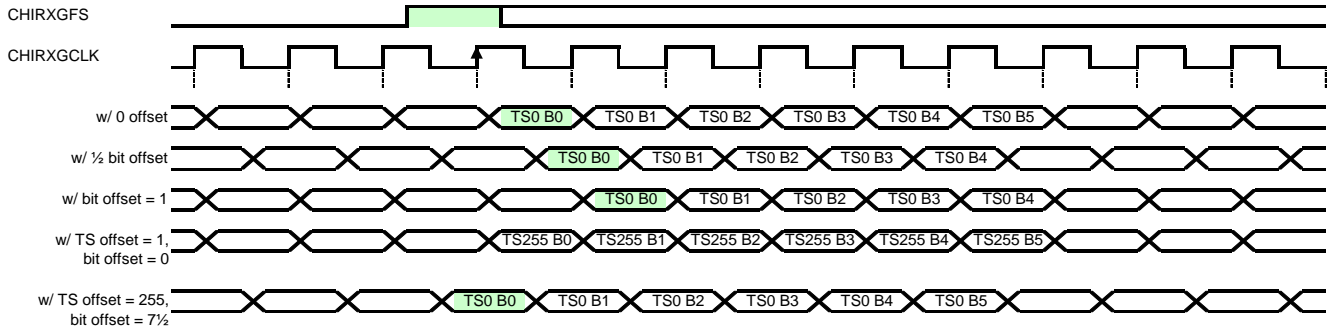 CHIRXGFS
CHIRXGCLK
w/ 0 offset TS0 B0 TS0 B1 TS0 B2 TS0 B3 TS0 B4 TS0 B5
w/ ½ bit offset TS0 B0 TS0 B1 TS0 B2 TS0 B3 TS0 B4
w/ bit offset = 1 TS0 B0 TS0 B1 TS0 B2 TS0 B3 TS0 B4
w/ TS offset = 1, TS255 B0 TS255 B1 TS255 B2 TS255 B3 TS255 B4 TS255 B5
bit offset = 0
w/ TS offset = 255, TS0 B0 TS0 B1 TS0 B2 TS0 B3 TS0 B4 TS0 B5
bit offset = 7½